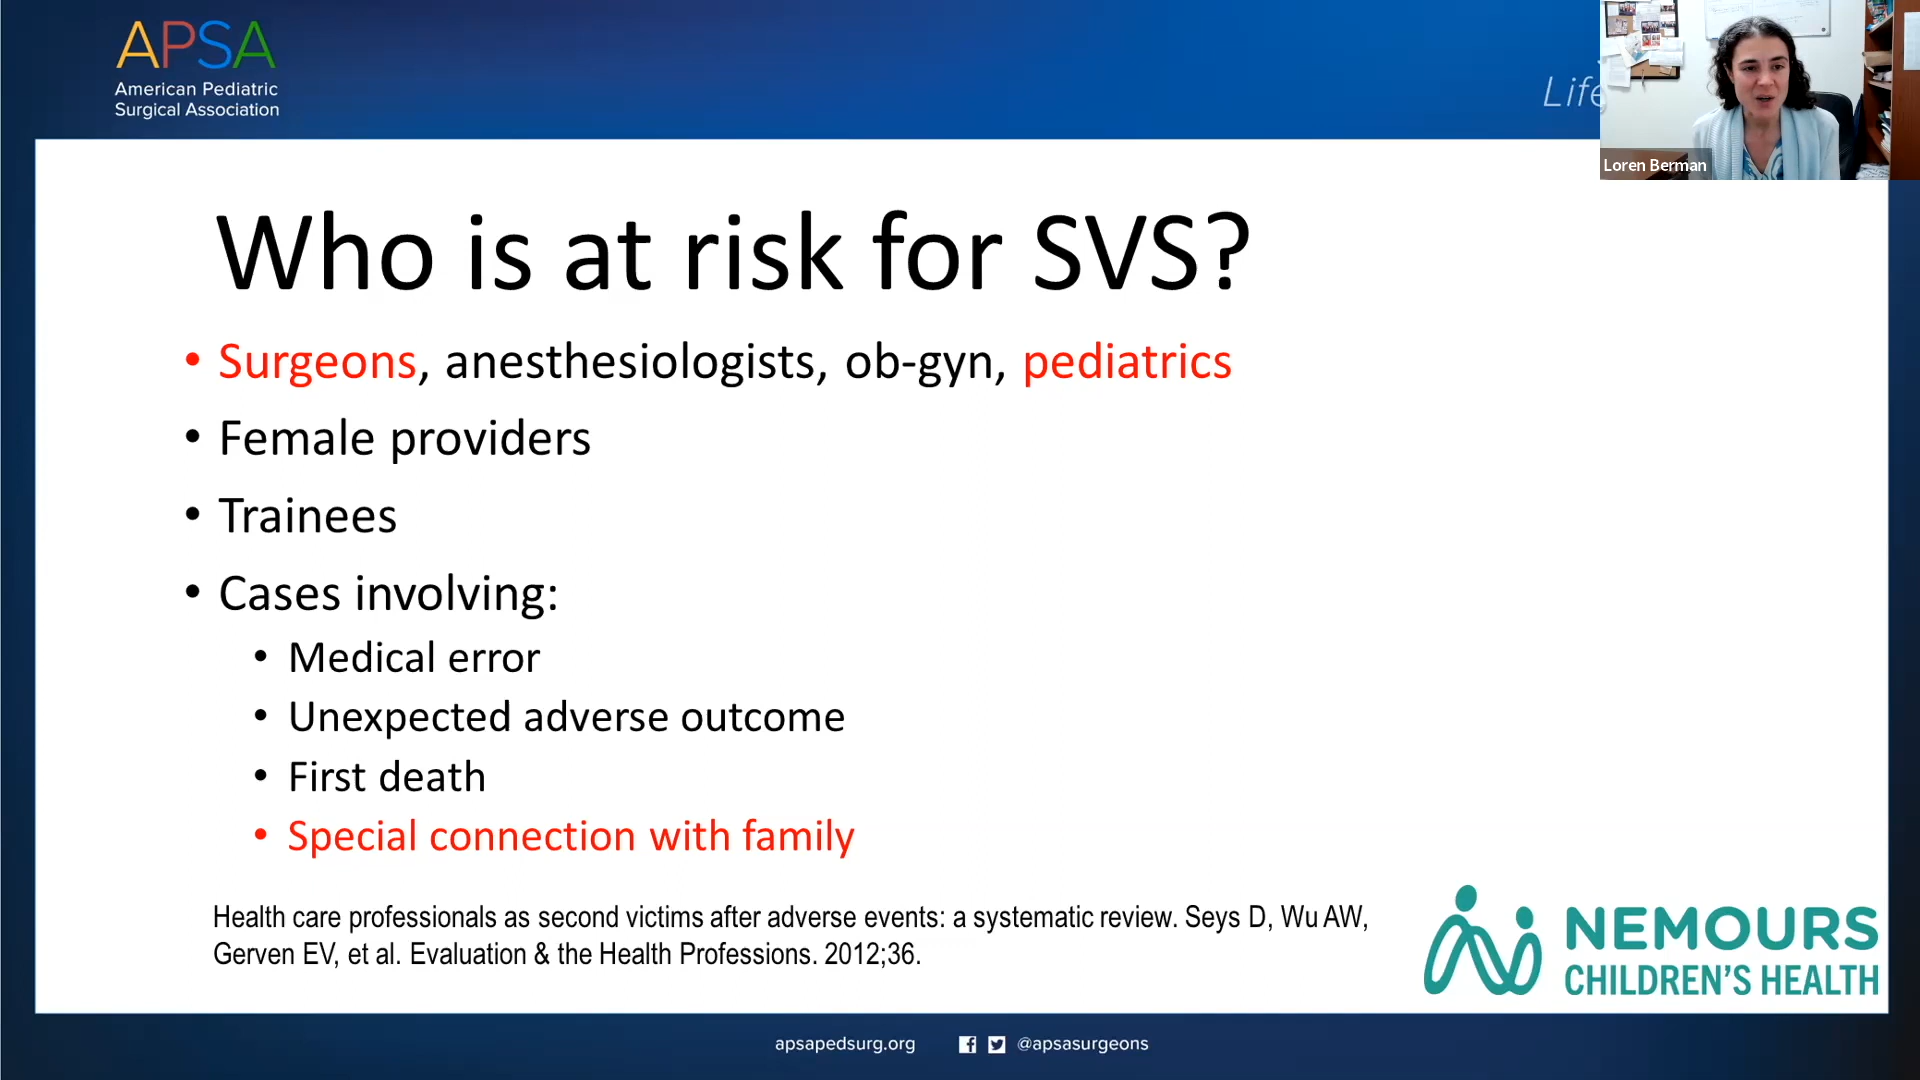 APSA
American Pediatric
Surgical Association
Life
Loren Berman
Who is at risk for SVS?
• Surgeons, anesthesiologists, ob-gyn, pediatrics
• Female providers
• Trainees
• Cases involving:
• Medical error
• Unexpected adverse outcome
• First death
• Special connection with family
Health care professionals as second victims after adverse events: a systematic review. Seys D, Wu AW,
Gerven EV, et al. Evaluation & the Health Professions. 2012;36.
NEMOURS
CHILDREN'S HEALTH
apsapedsurg.org
@apsasurgeons